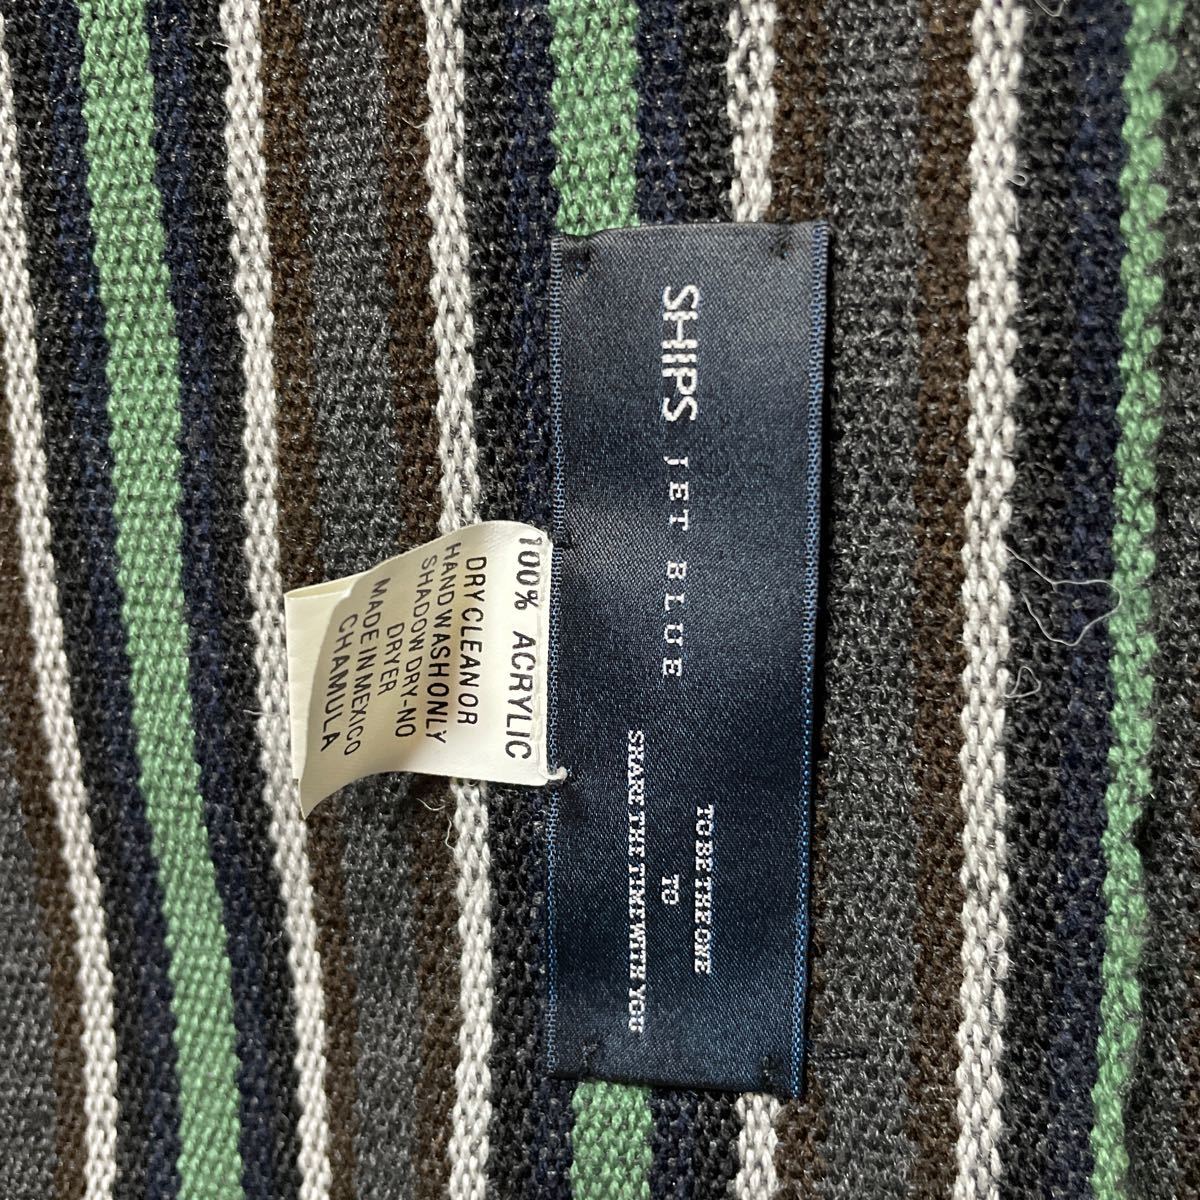 SHIPS JET BLUE
TO BE THE ONE
TO
SHARE THE TIME WITH YOU
100% ACRYLIC
DRY CLEAN OR
HAND WASH ONLY
SHADOW DRY-NO
DRYER
MADE IN MEXICO
CHAMULA